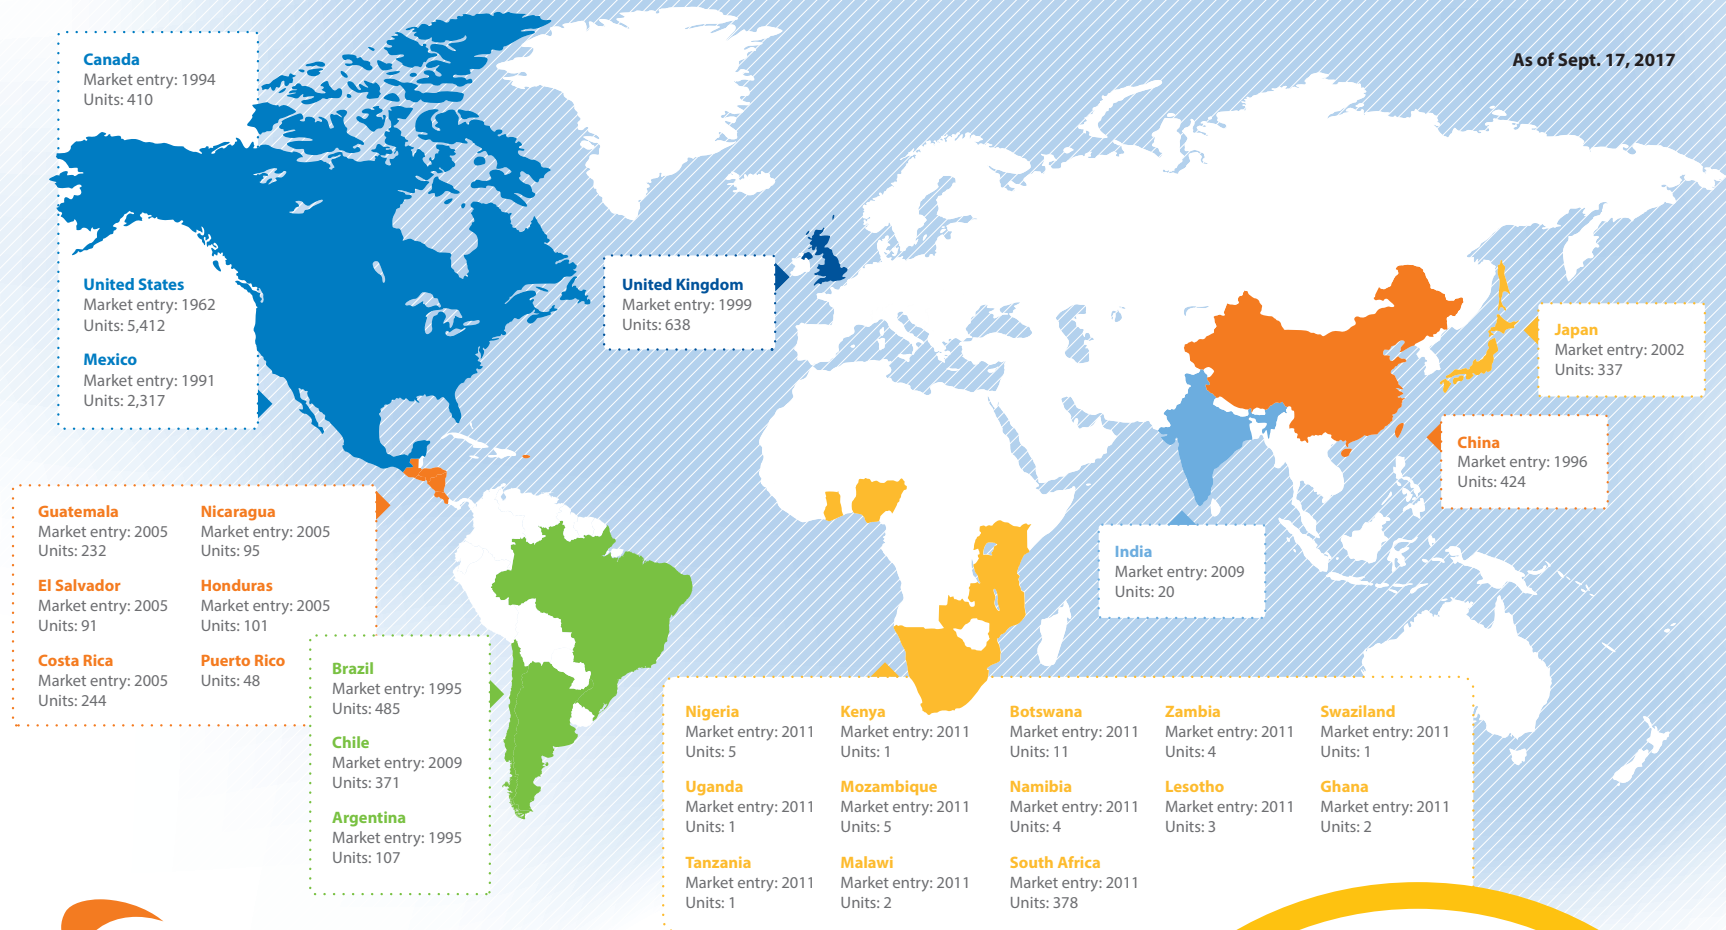 As of Sept. 17, 2017
Canada
Market entry: 1994
Units: 410
United States
Market entry: 1962
Units: 5,412
Mexico
Market entry: 1991
Units: 2,317
United Kingdom
Market entry: 1999
Units: 638
Japan
Market entry: 2002
Units: 337
China
Market entry: 1996
Units: 424
India
Market entry: 2009
Units: 20
Guatemala
Market entry: 2005
Units: 232
Nicaragua
Market entry: 2005
Units: 95
El Salvador
Market entry: 2005
Units: 91
Honduras
Market entry: 2005
Units: 101
Costa Rica
Market entry: 2005
Units: 244
Puerto Rico
Units: 48
Brazil
Market entry: 1995
Units: 485
Chile
Market entry: 2009
Units: 371
Argentina
Market entry: 1995
Units: 107
Nigeria
Market entry: 2011
Units: 5
Kenya
Market entry: 2011
Units: 1
Botswana
Market entry: 2011
Units: 11
Zambia
Market entry: 2011
Units: 4
Swaziland
Market entry: 2011
Units: 1
Uganda
Market entry: 2011
Units: 1
Mozambique
Market entry: 2011
Units: 5
Namibia
Market entry: 2011
Units: 4
Lesotho
Market entry: 2011
Units: 3
Ghana
Market entry: 2011
Units: 2
Tanzania
Market entry: 2011
Units: 1
Malawi
Market entry: 2011
Units: 2
South Africa
Market entry: 2011
Units: 378